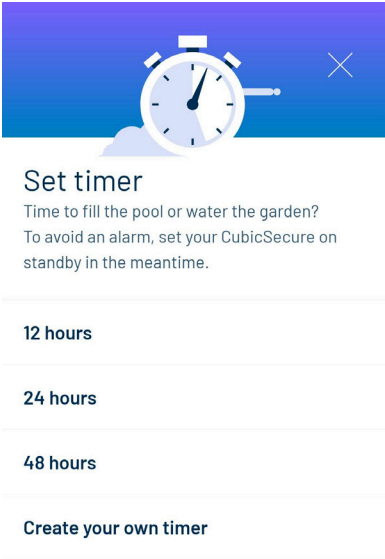 Set timer
Time to fill the pool or water the garden?
To avoid an alarm, set your CubicSecure on
standby in the meantime.
12 hours
24 hours
48 hours
Create your own timer